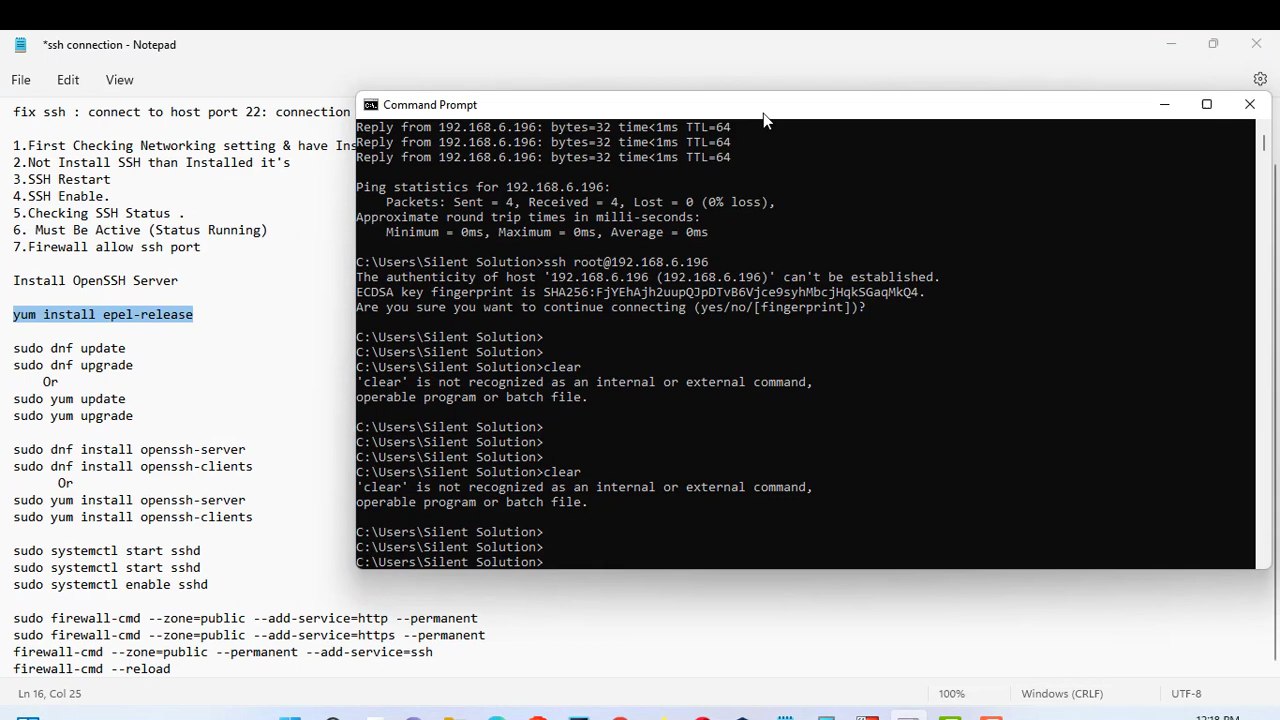 *ssh connection - Notepad
File Edit View
fix ssh : connect to host port 22: connection
1.First Checking Networking setting & have Ins
2.Not Install SSH than Installed it's
3.SSH Restart
4.SSH Enable.
5.Checking SSH Status .
6. Must Be Active (Status Running)
7.Firewall allow ssh port
Install OpenSSH Server
yum install epel-release
sudo dnf update
sudo dnf upgrade
Or
sudo yum update
sudo yum upgrade
sudo dnf install openssh-server
sudo dnf install openssh-clients
Or
sudo yum install openssh-server
sudo yum install openssh-clients
sudo systemctl start sshd
sudo systemctl start sshd
sudo systemctl enable sshd
sudo firewall-cmd --zone=public --add-service=http --permanent
sudo firewall-cmd --zone=public --add-service=https --permanent
firewall-cmd --zone=public --permanent --add-service=ssh
firewall-cmd --reload
Command Prompt
Reply from 192.168.6.196: bytes=32 time<1ms TTL=64
Reply from 192.168.6.196: bytes=32 time<1ms TTL=64
Reply from 192.168.6.196: bytes=32 time<1ms TTL=64
Ping statistics for 192.168.6.196:
Packets: Sent = 4, Received = 4, Lost = 0 (0% loss),
Approximate round trip times in milli-seconds:
Minimum = 0ms, Maximum = 0ms, Average = 0ms
C:\Users\Silent Solution>ssh root@192.168.6.196
The authenticity of host '192.168.6.196 (192.168.6.196)' can't be established.
ECDSA key fingerprint is SHA256:FjYEhAjh2uupQJpDTvB6Vjce9syhMbcjHqkSGaqMkQ4.
Are you sure you want to continue connecting (yes/no/[fingerprint])?
C:\Users\Silent Solution>
C:\Users\Silent Solution>
C:\Users\Silent Solution>clear
'clear' is not recognized as an internal or external command,
operable program or batch file.
C:\Users\Silent Solution>
C:\Users\Silent Solution>
C:\Users\Silent Solution>
C:\Users\Silent Solution>clear
'clear' is not recognized as an internal or external command,
operable program or batch file.
C:\Users\Silent Solution>
C:\Users\Silent Solution>
C:\Users\Silent Solution>
Ln 16, Col 25 100% Windows (CRLF) UTF-8
12:18 PM